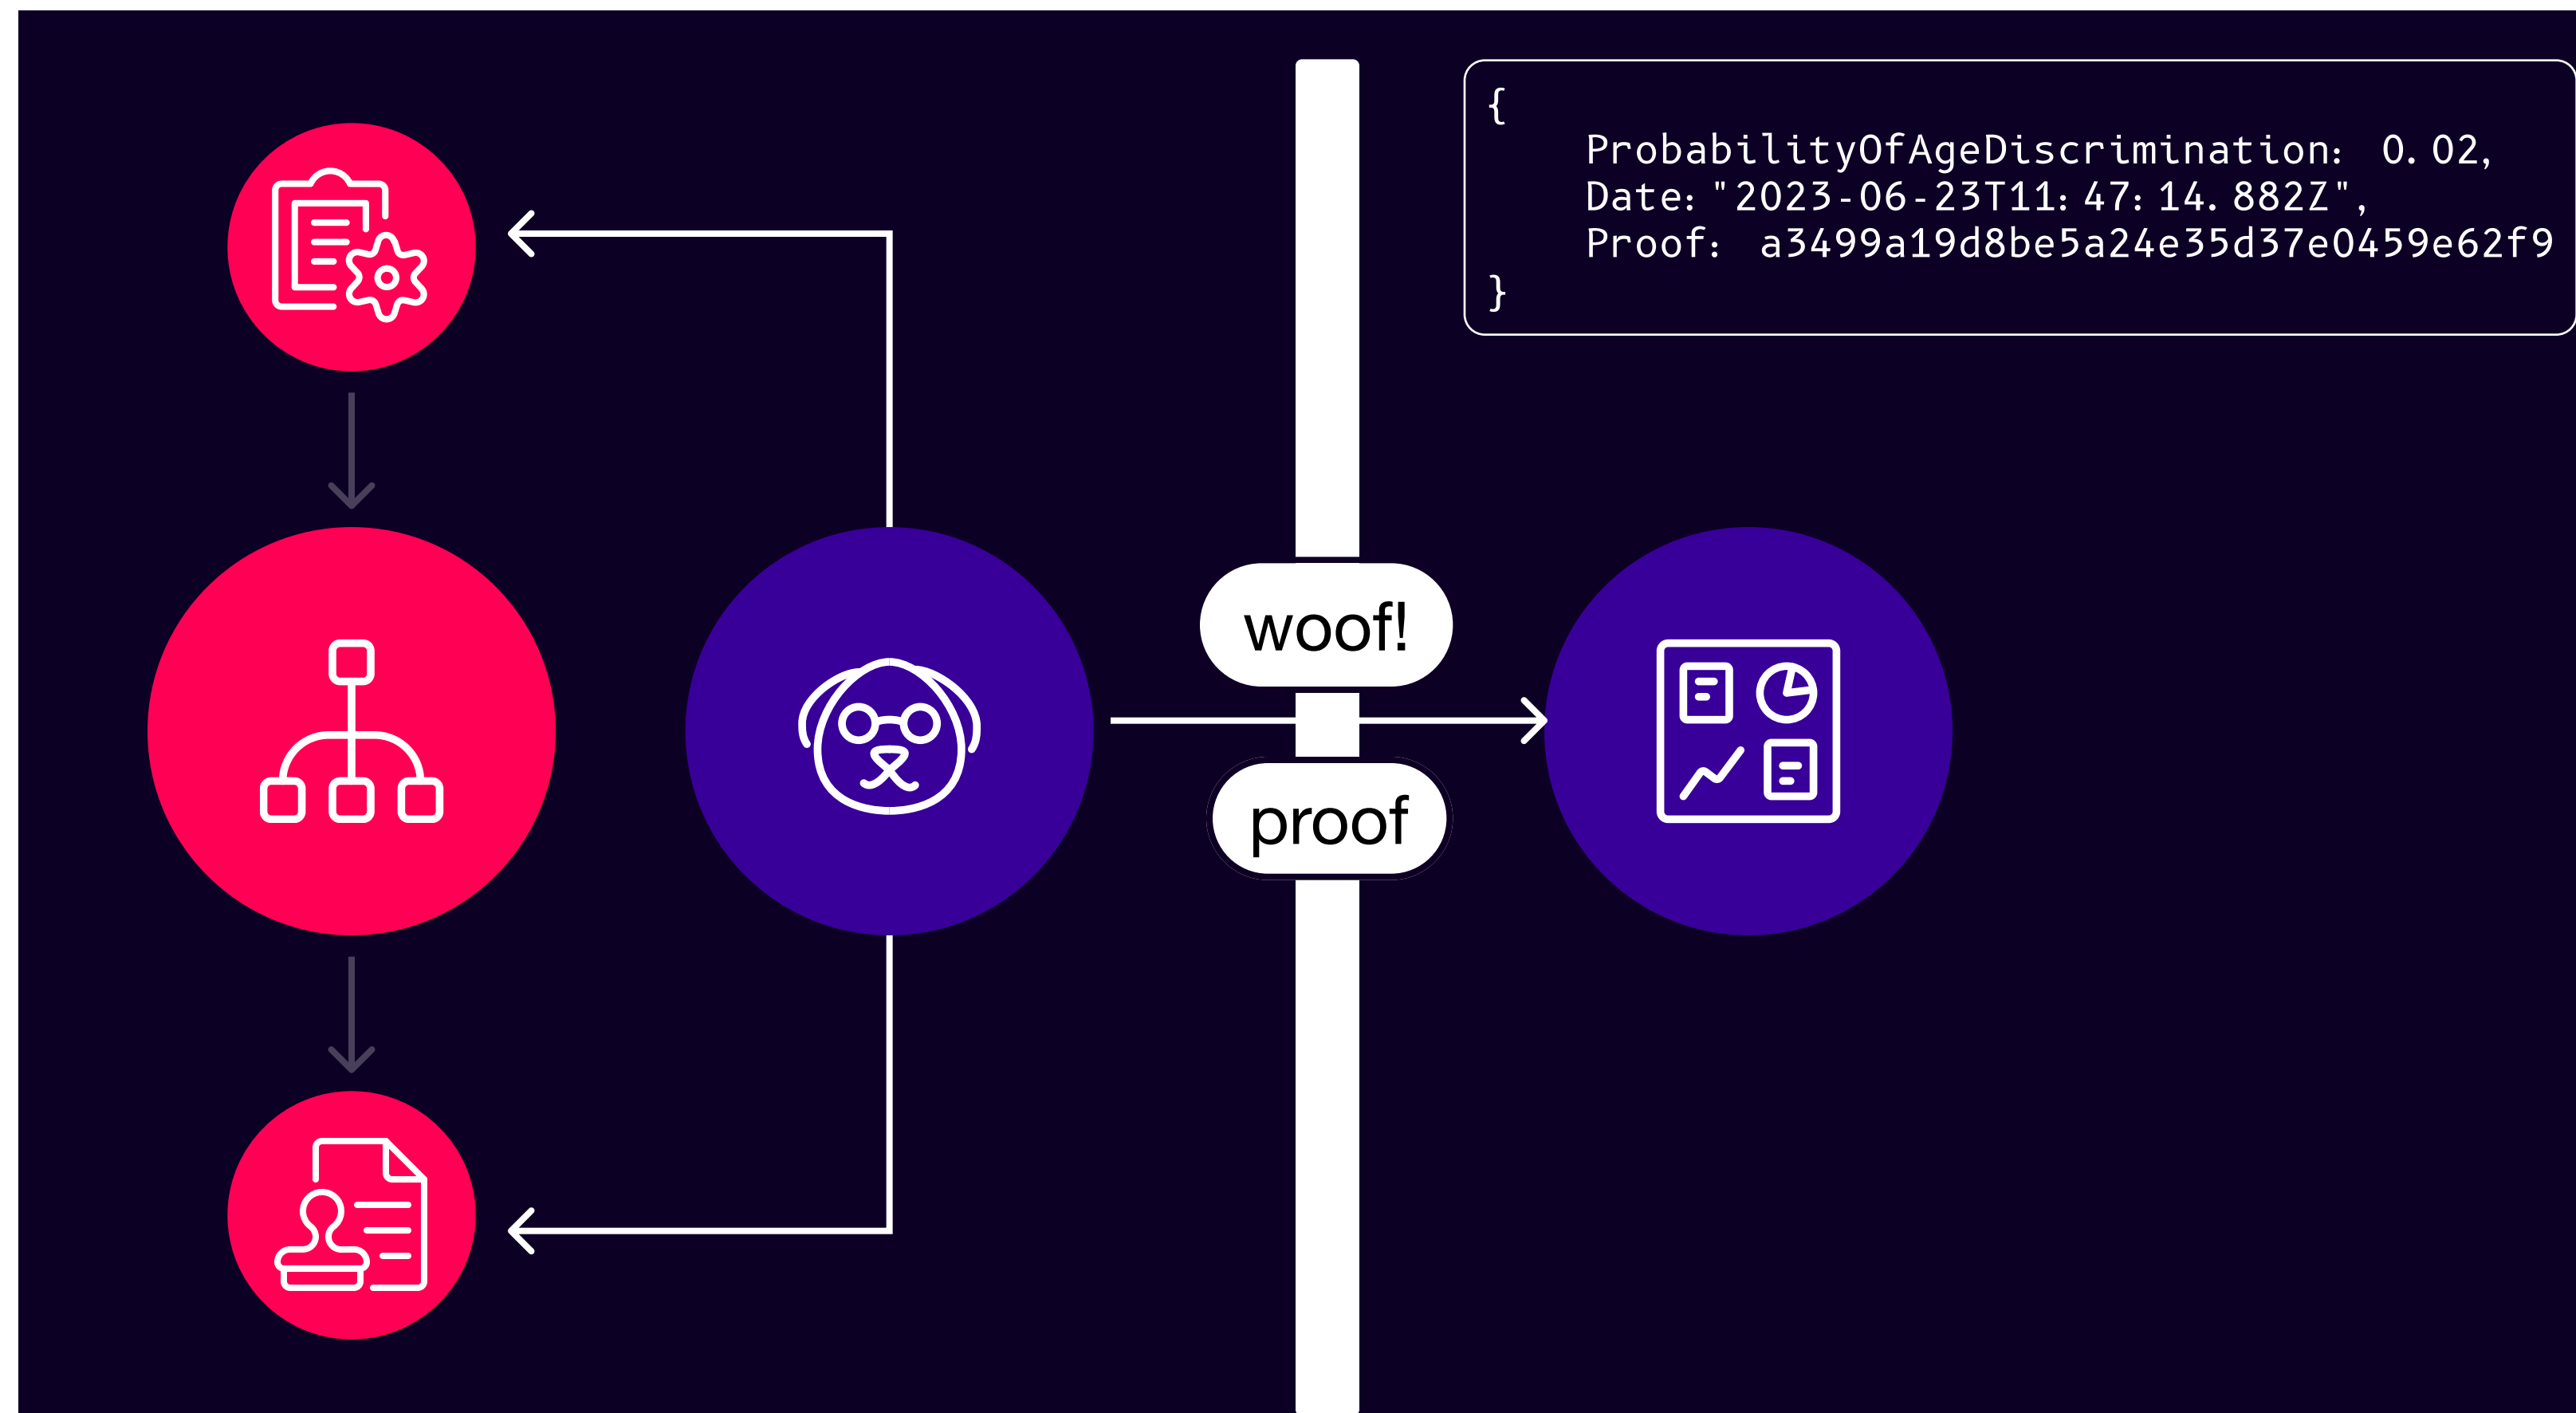 {
ProbabilityOfAgeDiscrimination: 0.02,
Date:"2023-06-23T11:47:14.882Z",
Proof: a3499a19d8be5a24e35d37e0459e62f9
}
woof!
proof